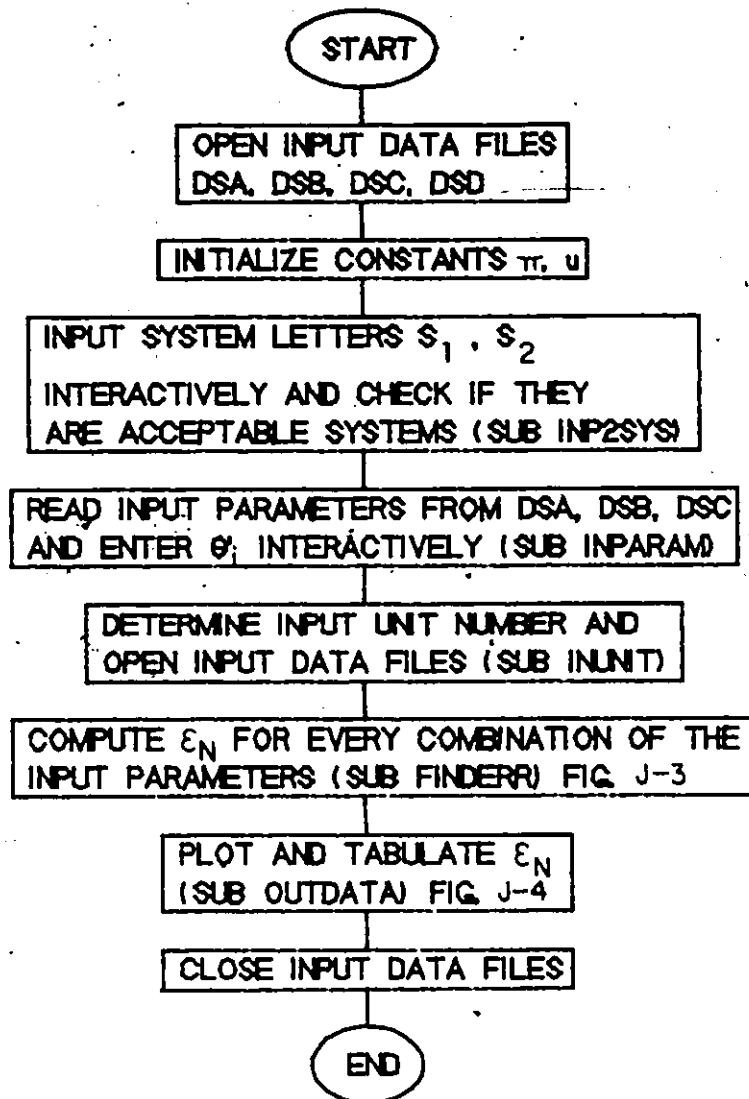 START
OPEN INPUT DATA FILES
DSA, DSB, DSC, DSD
INITIALIZE CONSTANTS π, u
INPUT SYSTEM LETTERS S₁ , S₂
INTERACTIVELY AND CHECK IF THEY
ARE ACCEPTABLE SYSTEMS (SUB INP2SYS)
READ INPUT PARAMETERS FROM DSA, DSB, DSC
AND ENTER θ'ᵢ INTERACTIVELY (SUB INPARAM)
DETERMINE INPUT UNIT NUMBER AND
OPEN INPUT DATA FILES (SUB INUNIT)
COMPUTE Ɛ_N FOR EVERY COMBINATION OF THE
INPUT PARAMETERS (SUB FINDERR) FIG. J-3
PLOT AND TABULATE Ɛ_N
(SUB OUTDATA) FIG. J-4
CLOSE INPUT DATA FILES
END